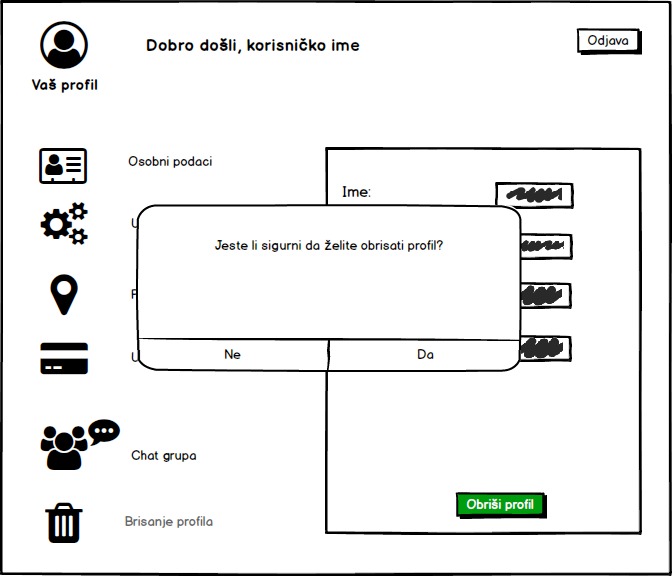 Dobro došli, korisničko ime
Odjava
Vaš profil
Osobni podaci
Ime:
Jeste li sigurni da želite obrisati profil?
Ne
Da
Chat grupa
Obriši profil
Brisanje profila